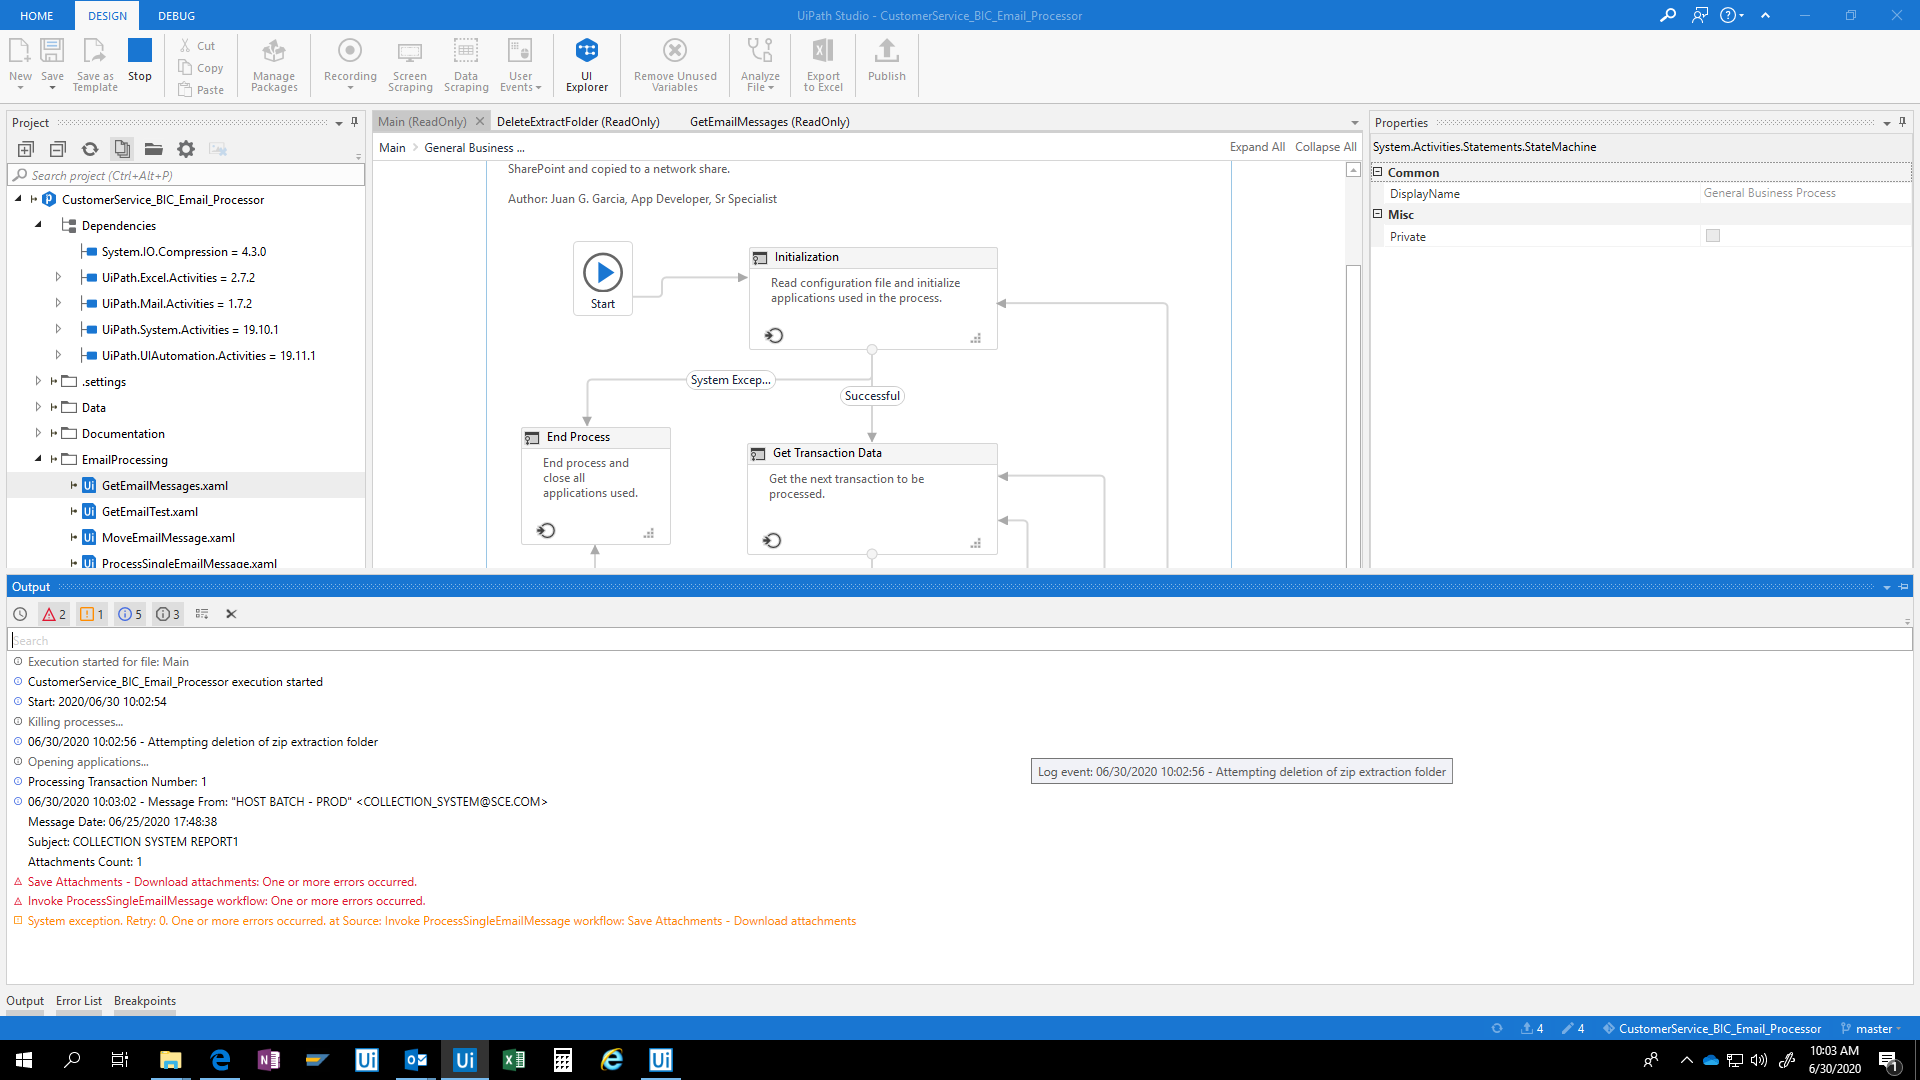 HOME
DESIGN
DEBUG
UiPath Studio - CustomerService_BIC_Email_Processor
New
Save
Save as Template
Stop
Cut
Copy
Paste
Manage Packages
Recording
Screen Scraping
Data Scraping
User Events
UI Explorer
Remove Unused Variables
Analyze File
Export to Excel
Publish
Project
Search project (Ctrl+Alt+P)
CustomerService_BIC_Email_Processor
Dependencies
System.IO.Compression = 4.3.0
UiPath.Excel.Activities = 2.7.2
UiPath.Mail.Activities = 1.7.2
UiPath.System.Activities = 19.10.1
UiPath.UIAutomation.Activities = 19.11.1
.settings
Data
Documentation
EmailProcessing
GetEmailMessages.xaml
GetEmailTest.xaml
MoveEmailMessage.xaml
ProcessSingleEmailMessage.xaml
Main (ReadOnly)
DeleteExtractFolder (ReadOnly)
GetEmailMessages (ReadOnly)
Main
General Business ...
Expand All
Collapse All
SharePoint and copied to a network share.
Author: Juan G. Garcia, App Developer, Sr Specialist
Start
Initialization
Read configuration file and initialize
applications used in the process.
System Excep...
Successful
End Process
End process and
close all
applications used.
Get Transaction Data
Get the next transaction to be
processed.
Properties
System.Activities.Statements.StateMachine
Common
DisplayName
General Business Process
Misc
Private
Output
2
1
5
3
Search
Execution started for file: Main
CustomerService_BIC_Email_Processor execution started
Start: 2020/06/30 10:02:54
Killing processes...
06/30/2020 10:02:56 - Attempting deletion of zip extraction folder
Opening applications...
Log event: 06/30/2020 10:02:56 - Attempting deletion of zip extraction folder
Processing Transaction Number: 1
06/30/2020 10:03:02 - Message From: "HOST BATCH - PROD" <COLLECTION_SYSTEM@SCE.COM>
Message Date: 06/25/2020 17:48:38
Subject: COLLECTION SYSTEM REPORT1
Attachments Count: 1
Save Attachments - Download attachments: One or more errors occurred.
Invoke ProcessSingleEmailMessage workflow: One or more errors occurred.
System exception. Retry: 0. One or more errors occurred. at Source: Invoke ProcessSingleEmailMessage workflow: Save Attachments - Download attachments
Output
Error List
Breakpoints
4
4
CustomerService_BIC_Email_Processor
master
10:03 AM
6/30/2020
1